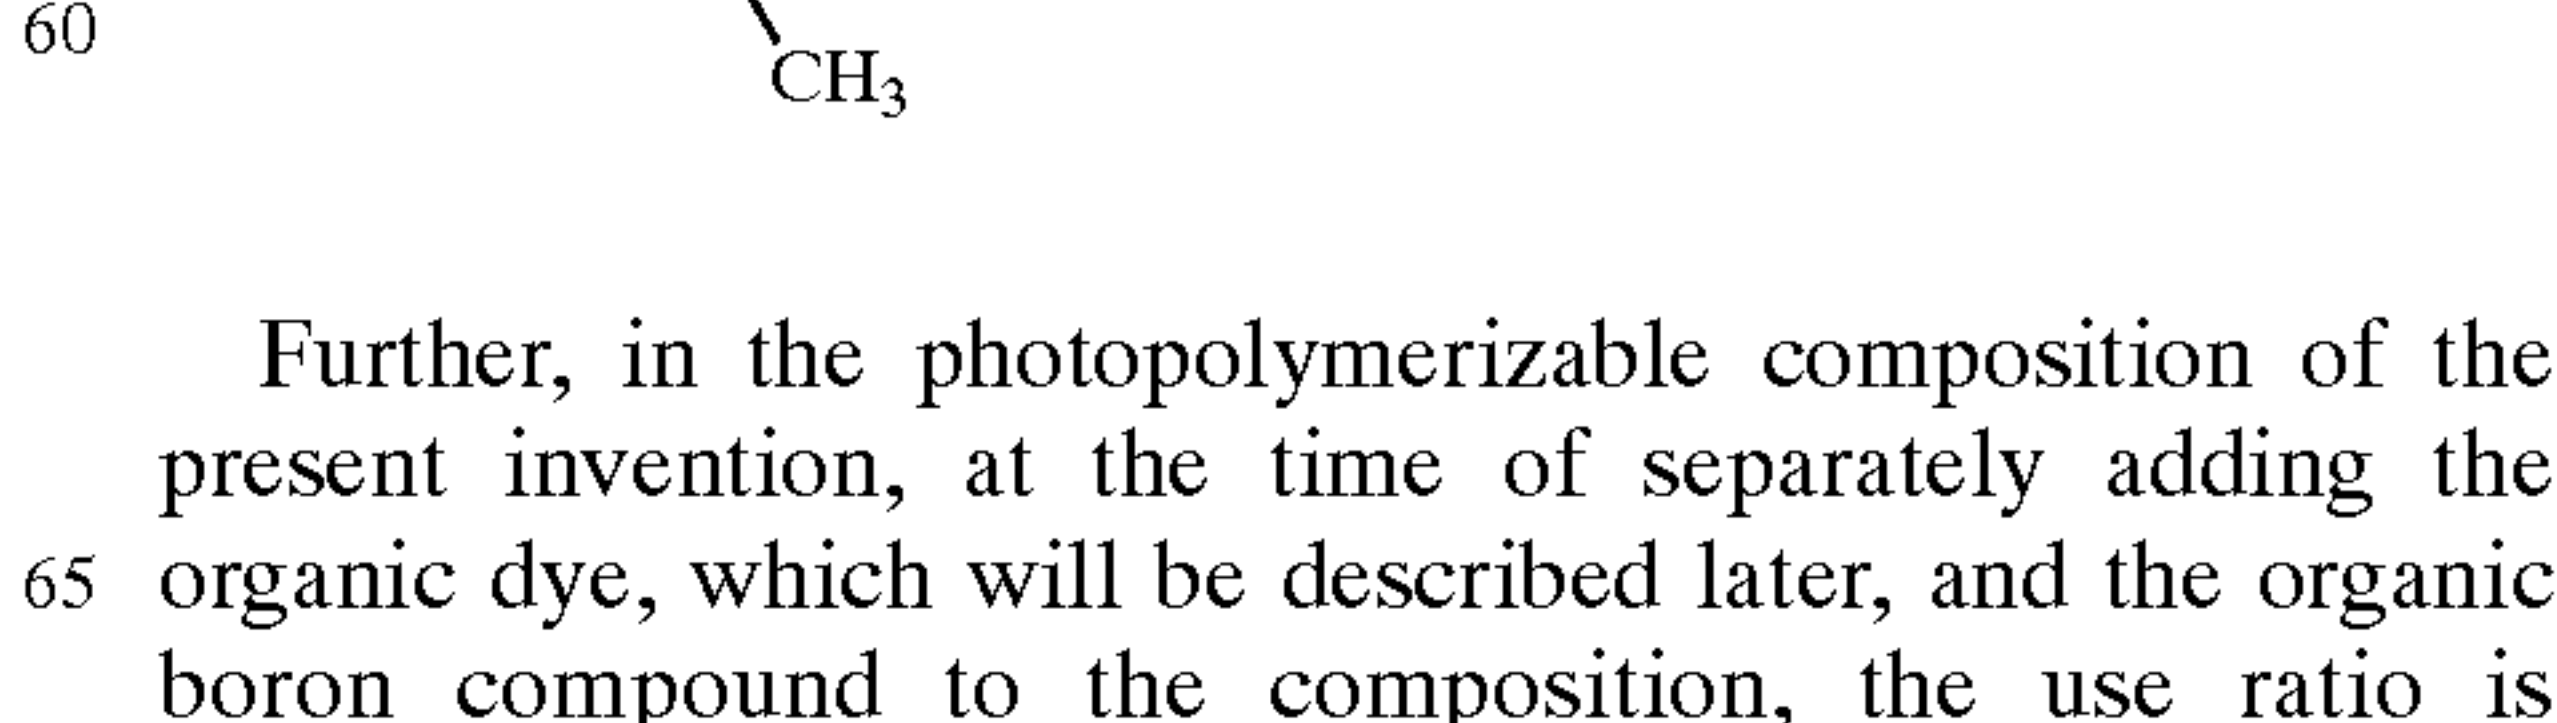 60
CH3
Further, in the photopolymerizable composition of the
present invention, at the time of separately adding the
65 organic dye, which will be described later, and the organic
boron compound to the composition, the use ratio is